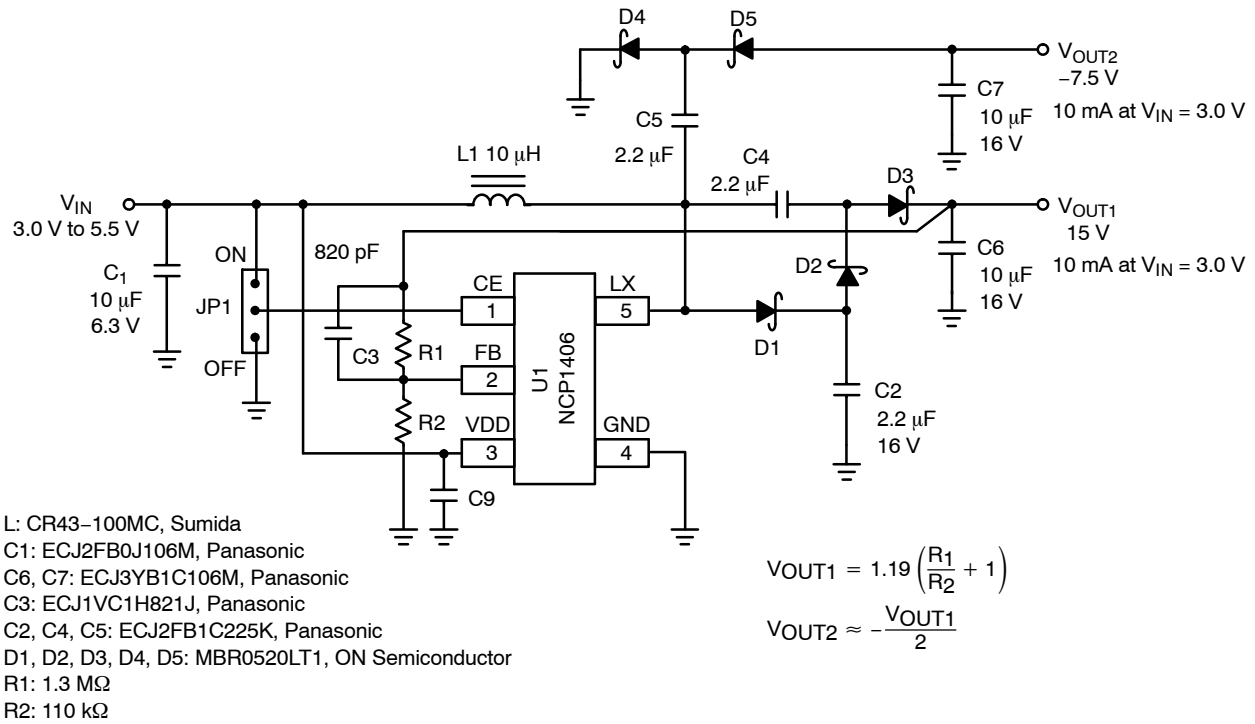 D4
D5
VOUT2
−7.5 V
10 mA at VIN = 3.0 V
C7
10 μF
16 V
C5
2.2 μF
L1 10 μH
C4
2.2 μF
D3
VIN
3.0 V to 5.5 V
VOUT1
15 V
10 mA at VIN = 3.0 V
C6
10 μF
16 V
C1
10 μF
6.3 V
ON
JP1
OFF
820 pF
C3
R1
R2
CE
1
FB
2
VDD
3
U1
NCP1406
LX
5
GND
4
D2
D1
C2
2.2 μF
16 V
C9
L: CR43−100MC, Sumida
C1: ECJ2FB0J106M, Panasonic
C6, C7: ECJ3YB1C106M, Panasonic
C3: ECJ1VC1H821J, Panasonic
C2, C4, C5: ECJ2FB1C225K, Panasonic
D1, D2, D3, D4, D5: MBR0520LT1, ON Semiconductor
R1: 1.3 MΩ
R2: 110 kΩ
VOUT1 = 1.19 (R1/R2 + 1)
VOUT2 ≈ −VOUT1/2